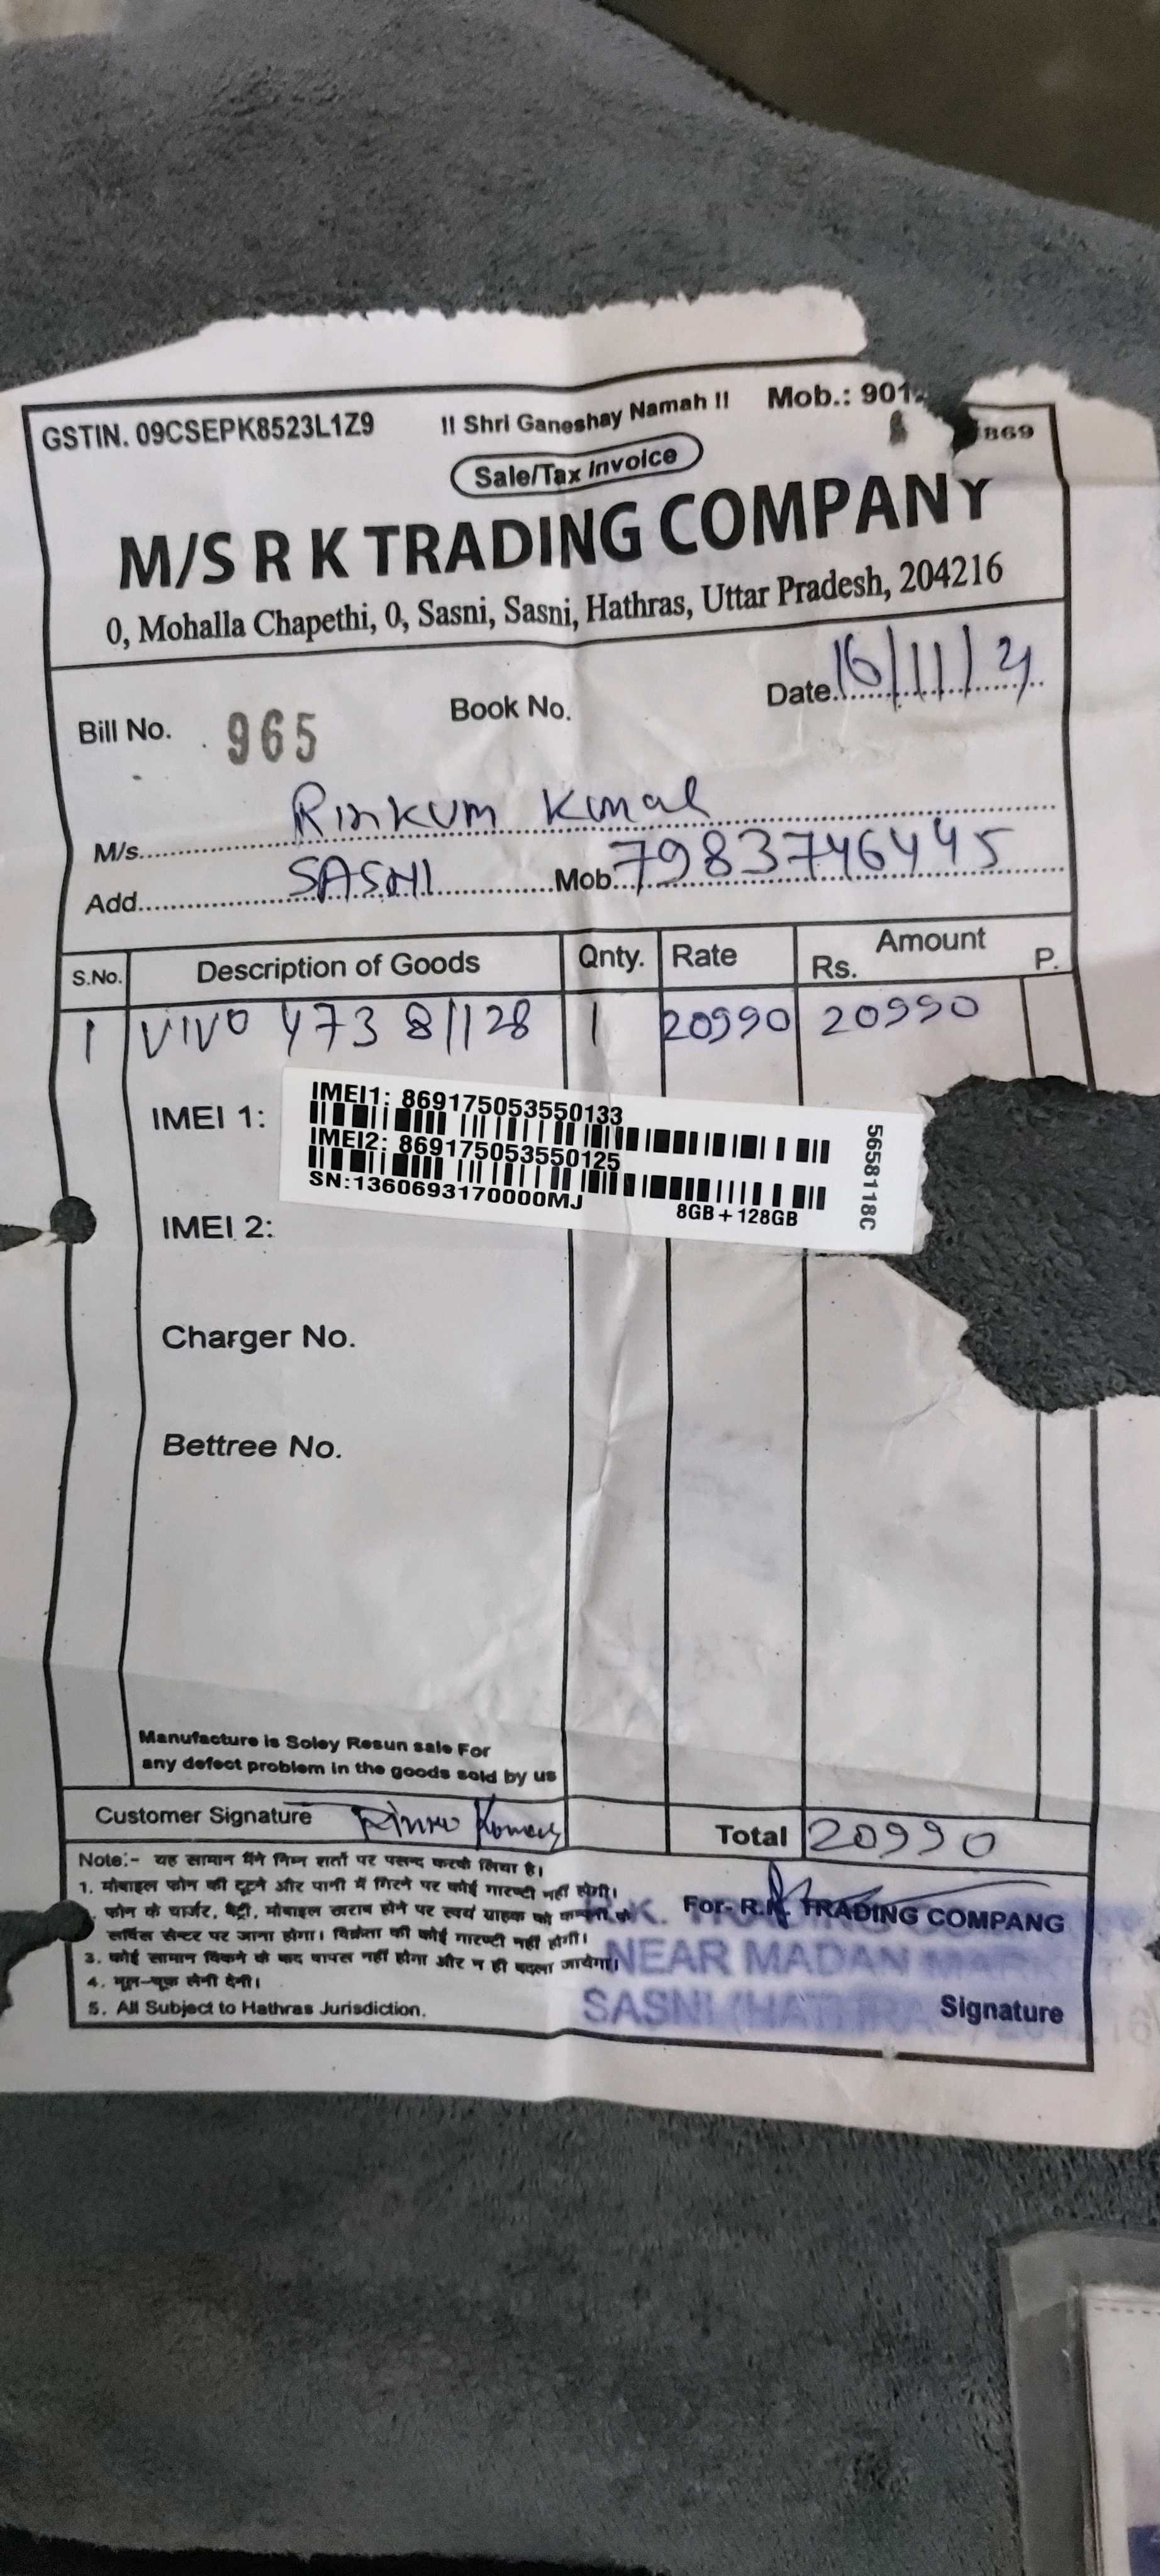 GSTIN. 09CSEPK8523L1Z9 !! Shri Ganeshay Namah !! Mob.: 901
869
Sale/Tax Invoice
M/S R K TRADING COMPANY
0, Mohalla Chapethi, 0, Sasni, Sasni, Hathras, Uttar Pradesh, 204216
Bill No. 965 Book No. Date 16/11/21
M/s. Rinkum Kumar
Add. SASNI Mob 7983746445
S.No. Description of Goods Qnty. Rate Amount Rs. P.
1 VIVO Y73 8/128 1 20990 20990
IMEI 1:
IMEI1: 869175053550133
IMEI2: 869175053550125
SN:1360693170000MJ 8GB+128GB
5658118C
IMEI 2:
Charger No.
Bettree No.
Manufacture is Soley Resun sale For
any defect problem in the goods sold by us
Customer Signature Total 20990
Note:- यह सामान मैंने निम्न शर्तो पर पसन्द करके लिया है।
1. मोबाइल फोन की टूटने और पानी में गिरने पर कोई गारण्टी नहीं होगी।
फोन के चार्जर, बैट्री, मोबाइल खराब होने पर स्वयं ग्राहक को कम्पनी के
सर्विस सेन्टर पर जाना होगा। विक्रेता की कोई गारण्टी नहीं होगी।
3. कोई सामान विकने के बाद वापस नहीं होगा और न ही बदला जायेगा।
4. भूल-चूक लेनी देनी।
5. All Subject to Hathras Jurisdiction.
For- R.K. TRADING COMPANG
NEAR MADAN
SASNI
Signature